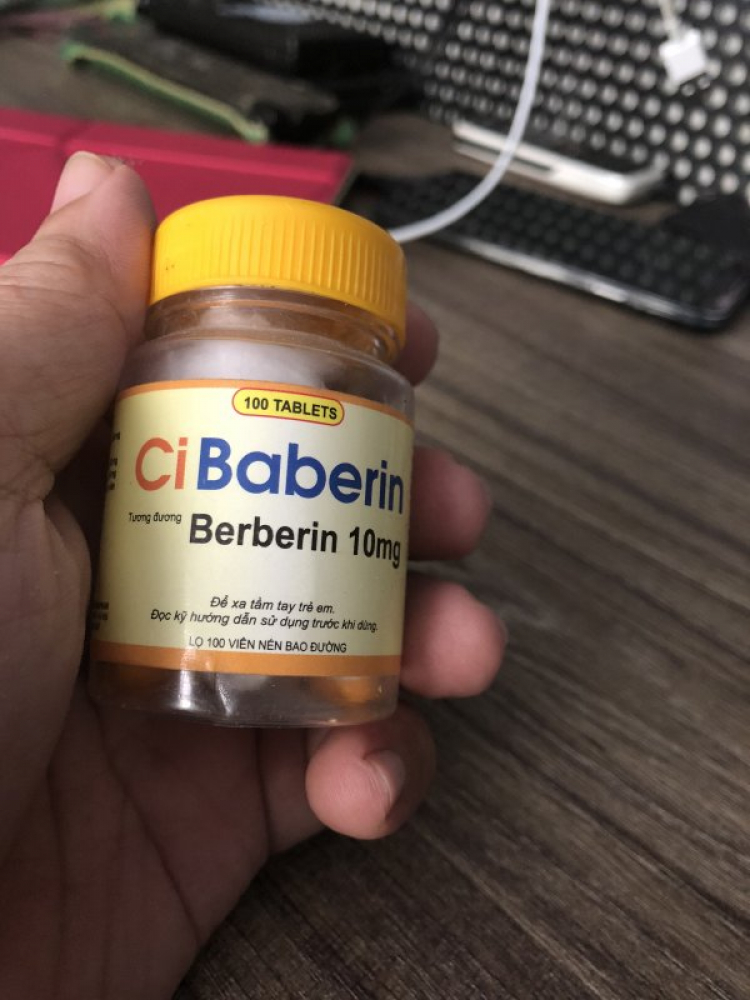 100 TABLETS
CiBaberin
Tương đương Berberin 10mg
Để xa tầm tay trẻ em.
Đọc kỹ hướng dẫn sử dụng trước khi dùng.
LỌ 100 VIÊN NÉN BAO ĐƯỜNG